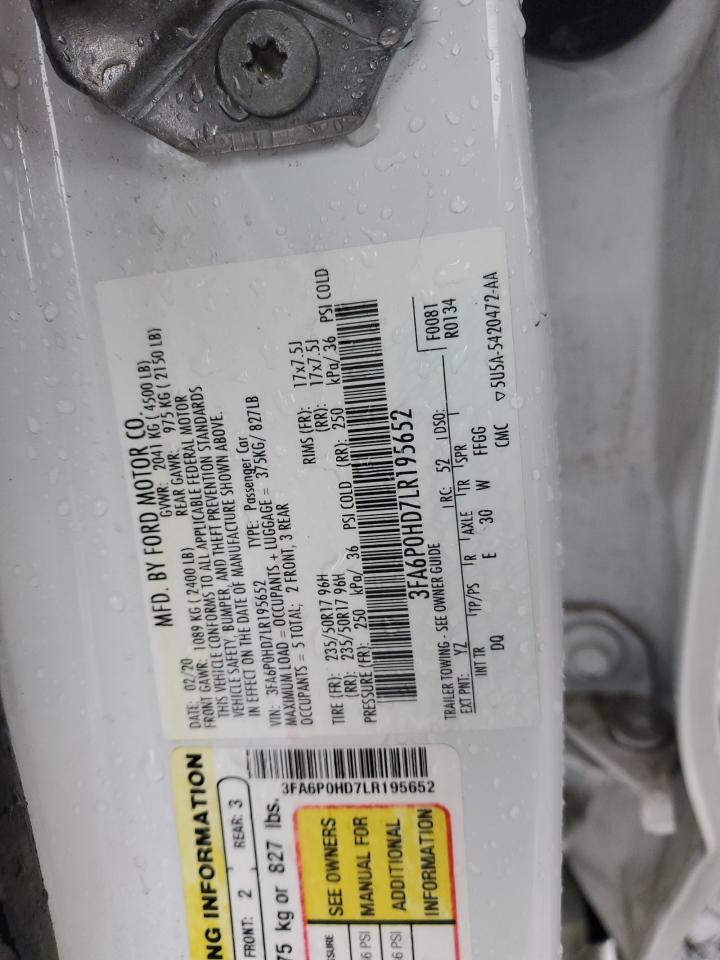 MFD. BY FORD MOTOR CO.
DATE: 02/20 GVWR: 2041 KG ( 4500 LB)
FRONT GAWR: 1089 KG ( 2400 LB) REAR GAWR: 975 KG ( 2150 LB)
THIS VEHICLE CONFORMS TO ALL APPLICABLE FEDERAL MOTOR
VEHICLE SAFETY, BUMPER, AND THEFT PREVENTION STANDARDS
IN EFFECT ON THE DATE OF MANUFACTURE SHOWN ABOVE.
VIN: 3FA6P0HD7LR195652 TYPE: Passenger Car
MAXIMUM LOAD = OCCUPANTS + LUGGAGE = 375KG/ 827LB
OCCUPANTS = 5 TOTAL; 2 FRONT, 3 REAR
TIRE (FR): 235/50R17 96H RIMS (FR): 17x7.5J
(RR): 235/50R17 96H (RR): 17x7.5J
PRESSURE (FR): 250 kPa/ 36 PSI COLD (RR): 250 kPa/ 36 PSI COLD
3FA6P0HD7LR195652
TRAILER TOWING - SEE OWNER GUIDE
EXT PNT: YZ RC: 52 DSO: F0081
R0134
INT TR TP/PS R AXLE TR SPR
DQ E 30 W FFGG
CMC ▽5U5A-5420472-AA
NG INFORMATION
FRONT: 2 REAR: 3
75 kg or 827 lbs.
3FA6P0HD7LR195652
SEE OWNERS
MANUAL FOR
ADDITIONAL
INFORMATION
SSURE
6 PSI
6 PSI